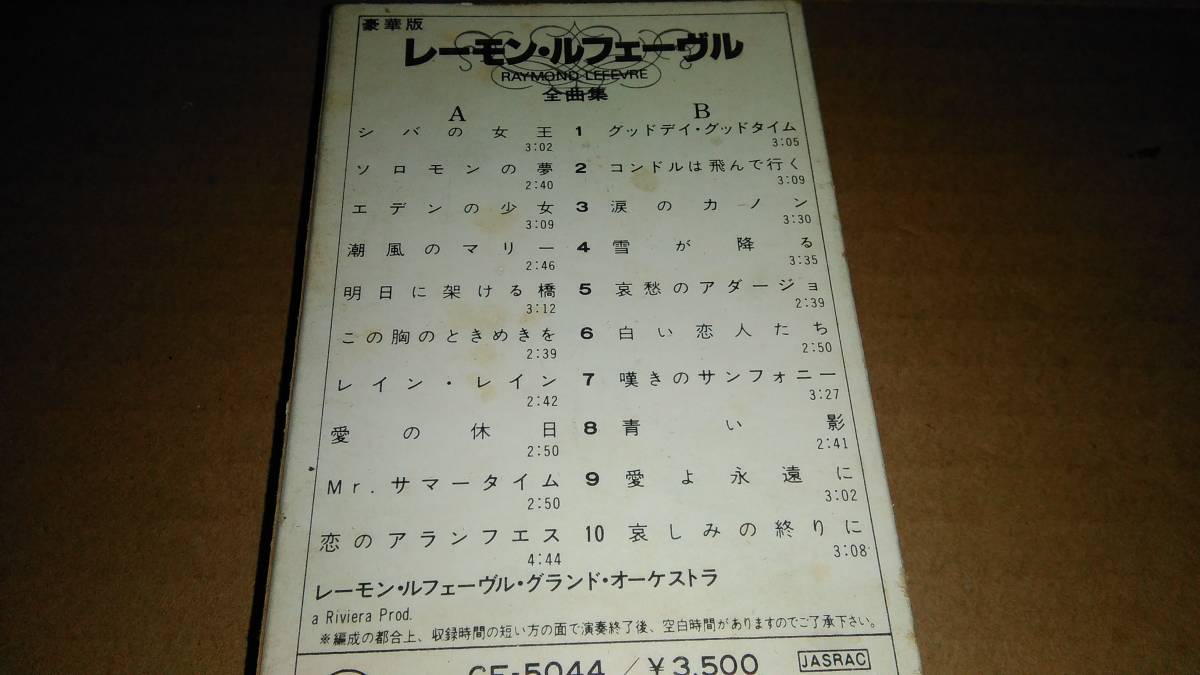 豪華版
レーモン・ルフェーヴル
RAYMOND LEFEVRE
全曲集
A B
シバの女王 1 グッドデイ・グッドタイム
3:02 3:05
ソロモンの夢 2 コンドルは飛んで行く
2:40 3:09
エデンの少女 3 涙のカノン
3:09 3:30
潮風のマリー 4 雪が降る
2:46 3:35
明日に架ける橋 5 哀愁のアダージョ
3:12 2:39
この胸のときめきを 6 白い恋人たち
2:39 2:50
レイン・レイン 7 嘆きのサンフォニー
2:42 3:27
愛の休日 8 青い影
2:50 2:41
Mr.サマータイム 9 愛よ永遠に
2:50 3:02
恋のアランフエス 10 哀しみの終りに
4:44 3:08
レーモン・ルフェーヴル・グランド・オーケストラ
a Riviera Prod.
※編成の都合上、収録時間の短い方の面で演奏終了後、空白時間がありますのでご了承下さい。
CF-5044 / ¥3,500 JASRAC